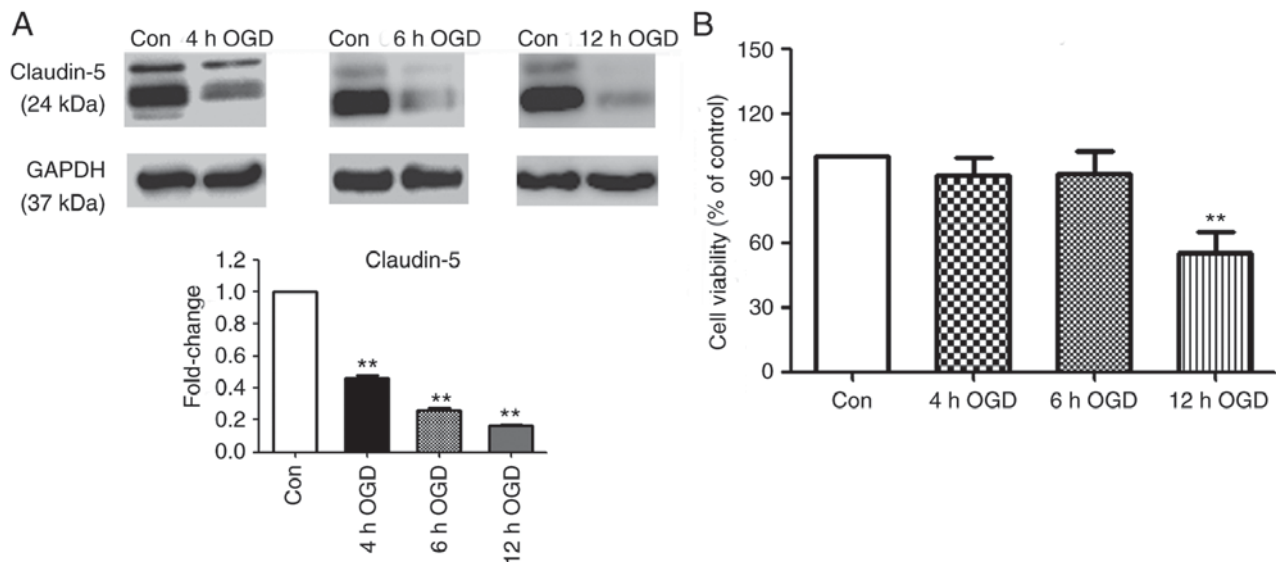 A
Con 4 h OGD
Con 6 h OGD
Con 12 h OGD
Claudin-5
(24 kDa)
GAPDH
(37 kDa)
Claudin-5
Fold-change
1.2
1.0
0.8
0.6
0.4
0.2
0.0
**
**
**
Con
4 h OGD
6 h OGD
12 h OGD
B
Cell viability (% of control)
150
120
90
60
30
0
**
Con
4 h OGD
6 h OGD
12 h OGD